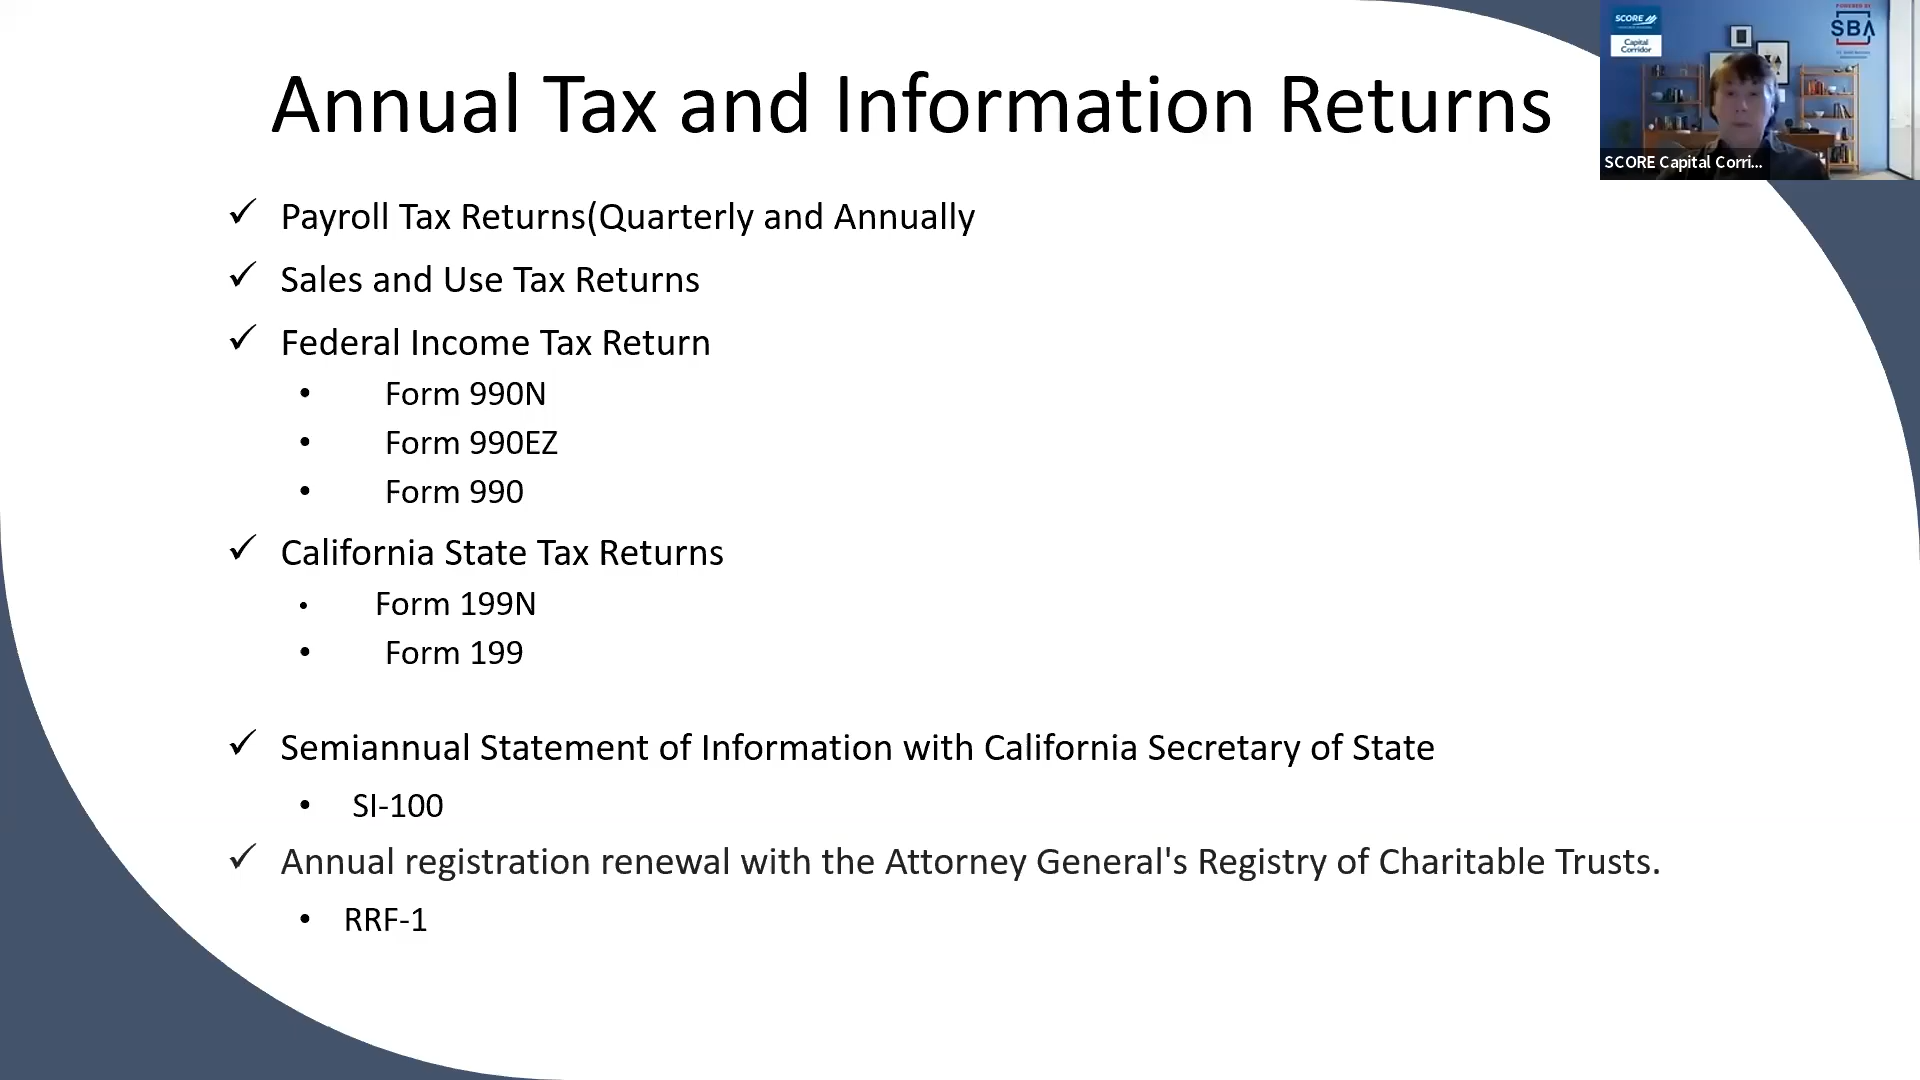 Annual Tax and Information Returns
✓ Payroll Tax Returns(Quarterly and Annually
✓ Sales and Use Tax Returns
✓ Federal Income Tax Return
• Form 990N
• Form 990EZ
• Form 990
✓ California State Tax Returns
• Form 199N
• Form 199
✓ Semiannual Statement of Information with California Secretary of State
• SI-100
✓ Annual registration renewal with the Attorney General's Registry of Charitable Trusts.
• RRF-1
SCORE
Capital
Corridor
POWERED BY
SBA
SCORE Capital Corri...